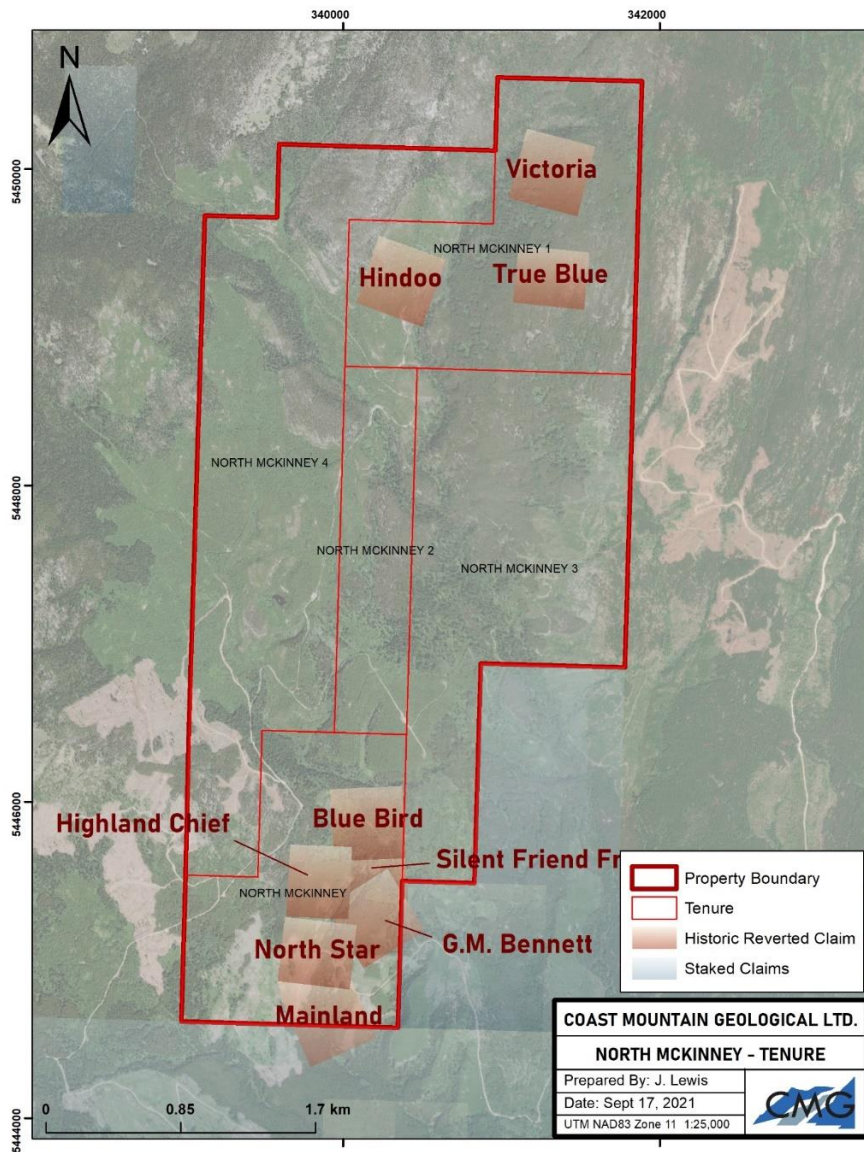 340000
342000
N
5450000
Victoria
NORTH MCKINNEY 1
Hindoo
True Blue
5448000
NORTH MCKINNEY 4
NORTH MCKINNEY 2
NORTH MCKINNEY 3
5446000
Highland Chief
Blue Bird
Silent Friend Fr
NORTH MCKINNEY
G.M. Bennett
North Star
Mainland
Property Boundary
Tenure
Historic Reverted Claim
Staked Claims
COAST MOUNTAIN GEOLOGICAL LTD.
NORTH MCKINNEY - TENURE
Prepared By: J. Lewis
Date: Sept 17, 2021
UTM NAD83 Zone 11 1:25,000
CMG
0 0.85 1.7 km
5444000